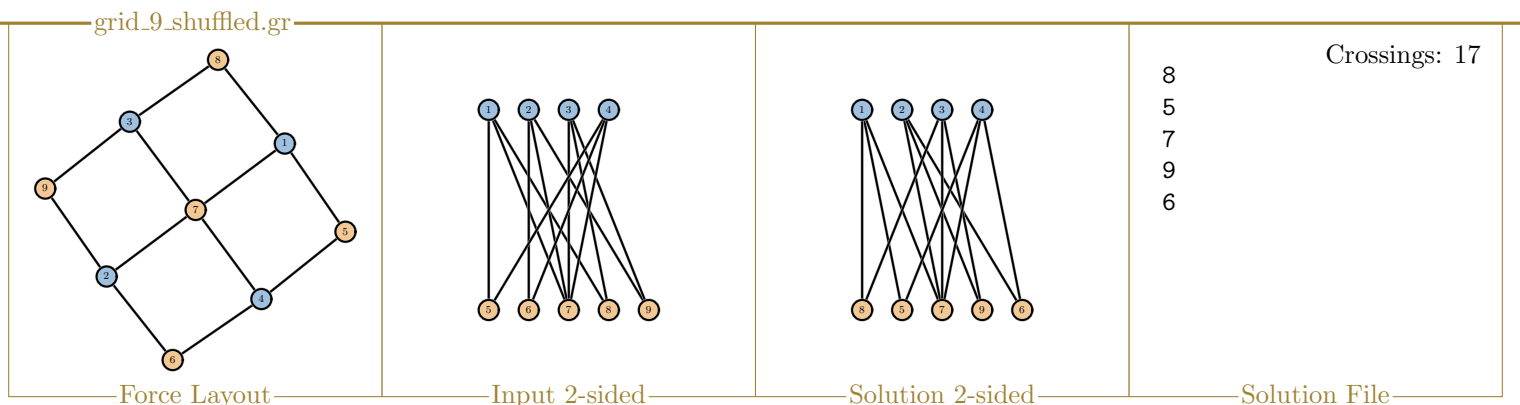 grid_9_shuffled.gr
8
3
1
9
7
5
2
4
6
Force Layout
1 2 3 4
5 6 7 8 9
Input 2-sided
1 2 3 4
8 5 7 9 6
Solution 2-sided
Crossings: 17
8
5
7
9
6
Solution File